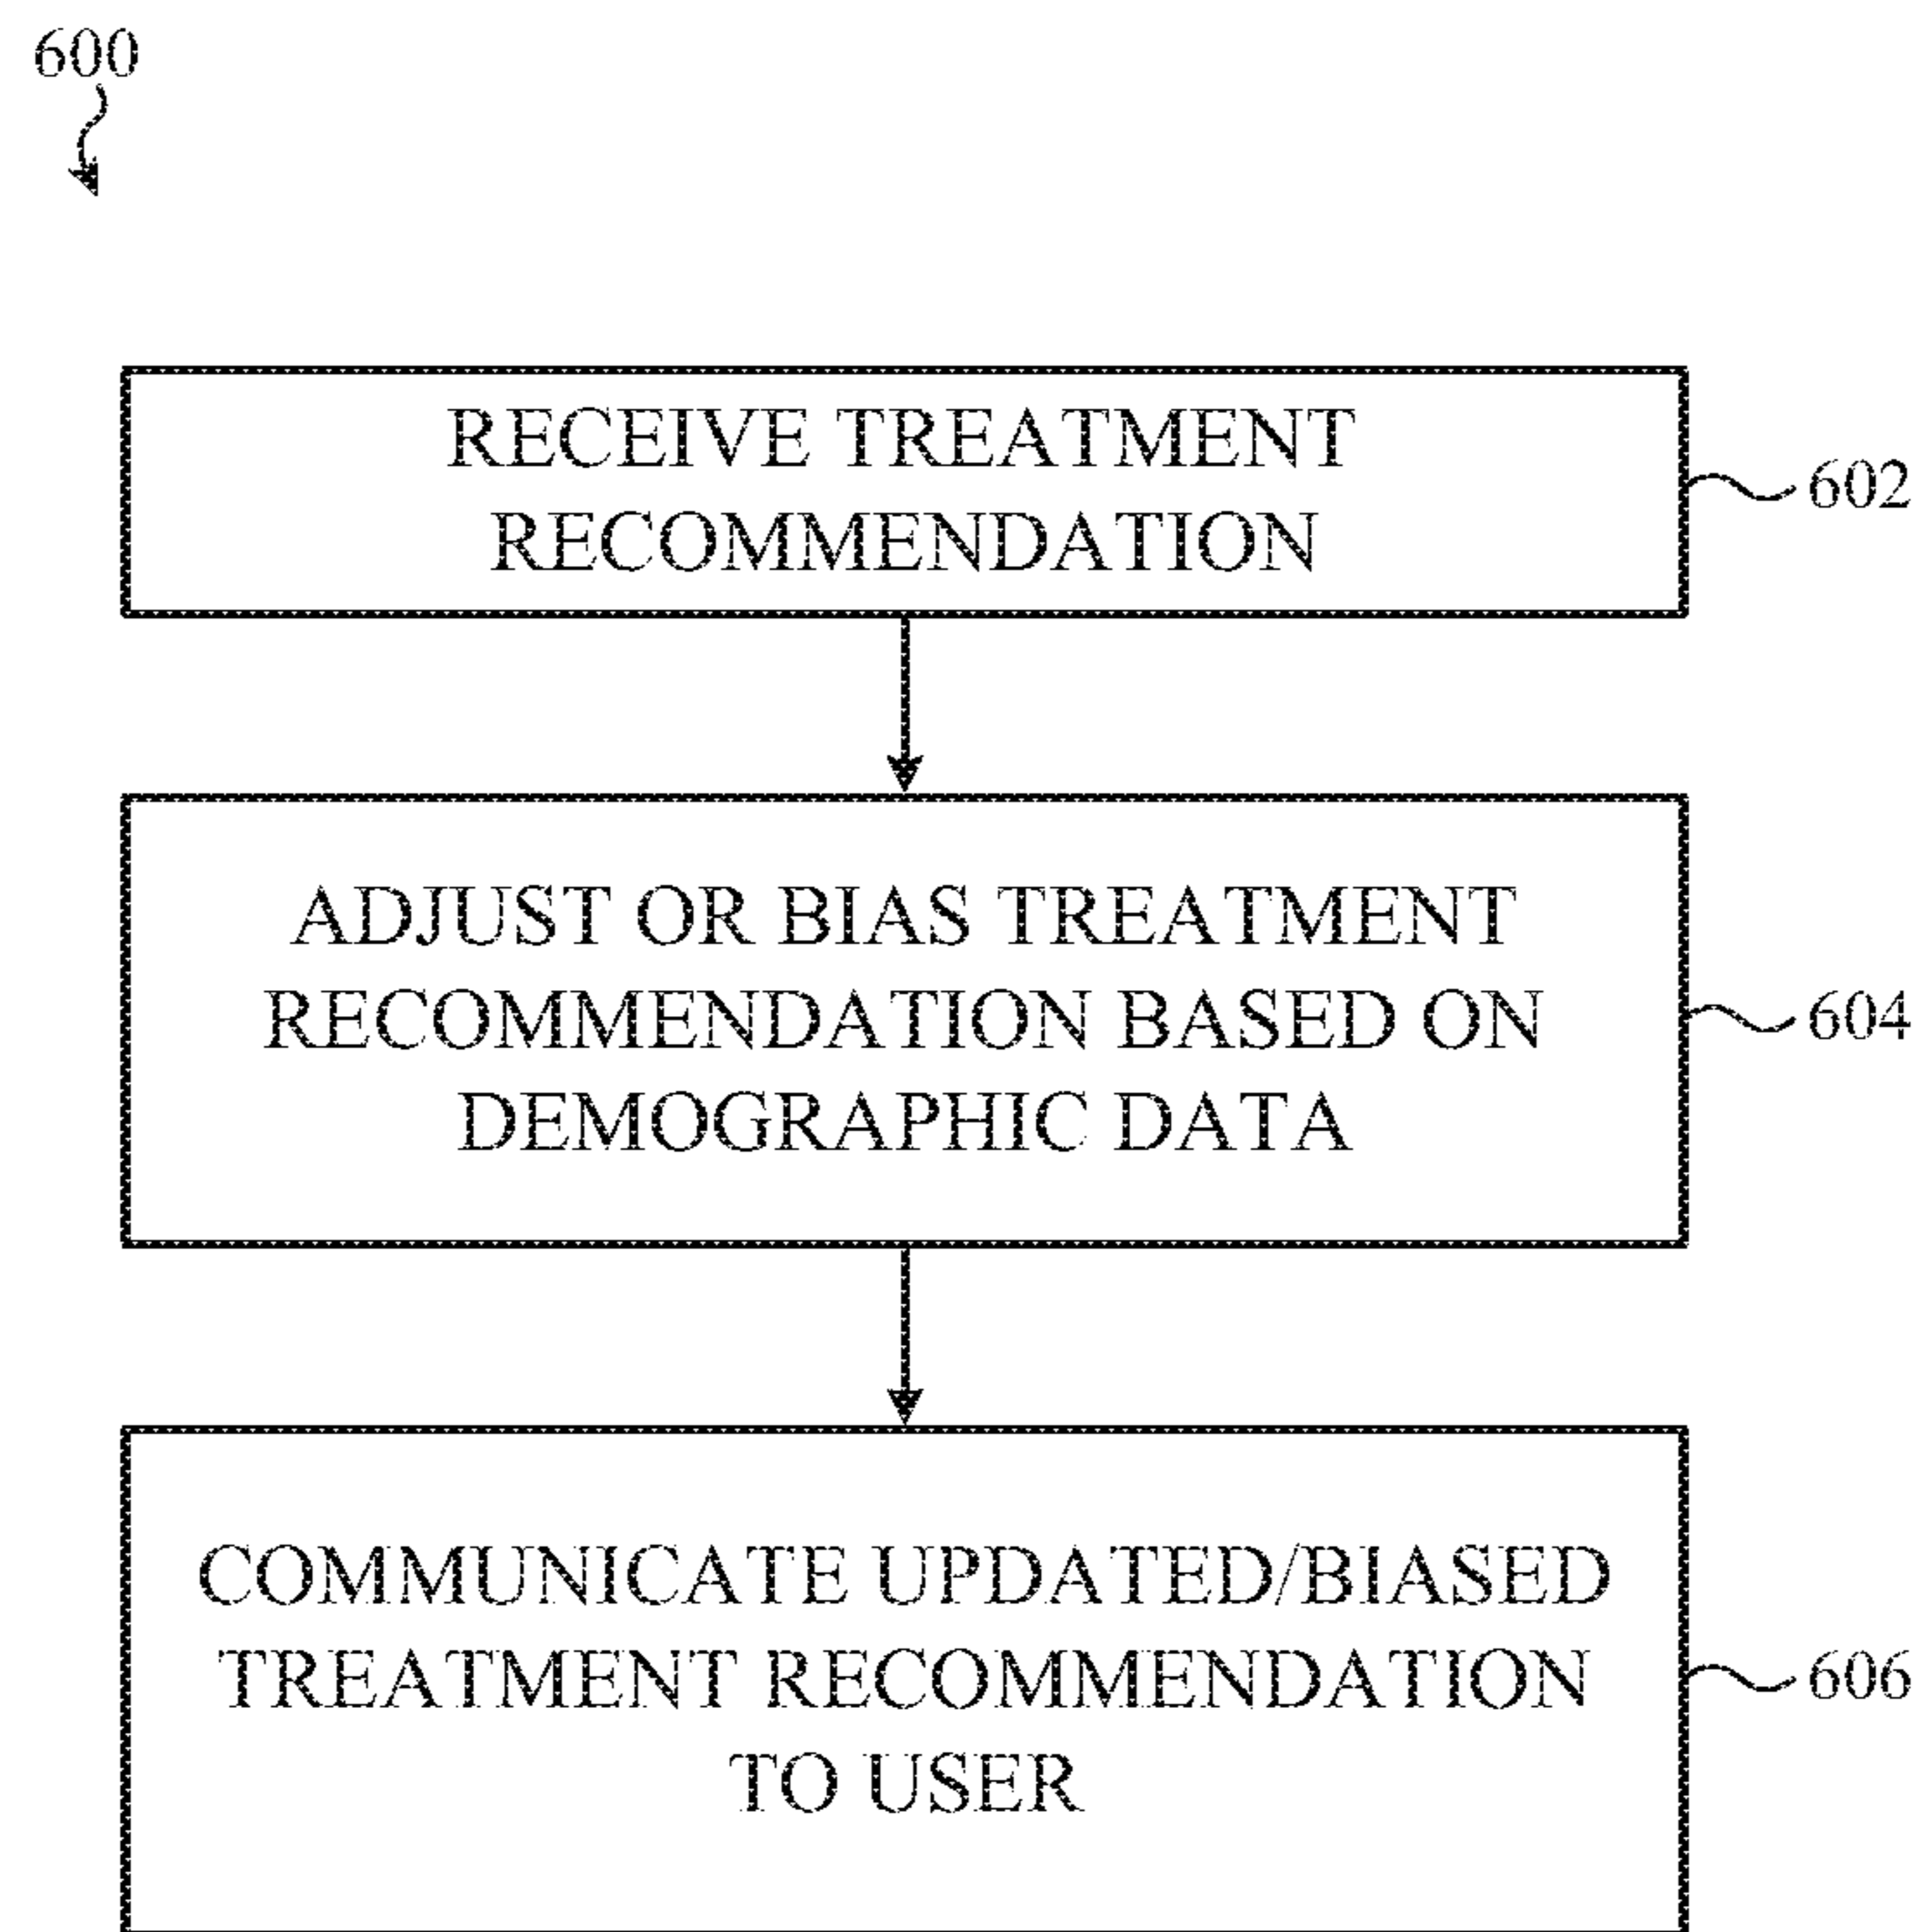 600
RECEIVE TREATMENT
RECOMMENDATION
602
ADJUST OR BIAS TREATMENT
RECOMMENDATION BASED ON
DEMOGRAPHIC DATA
604
COMMUNICATE UPDATED/BIASED
TREATMENT RECOMMENDATION
TO USER
606